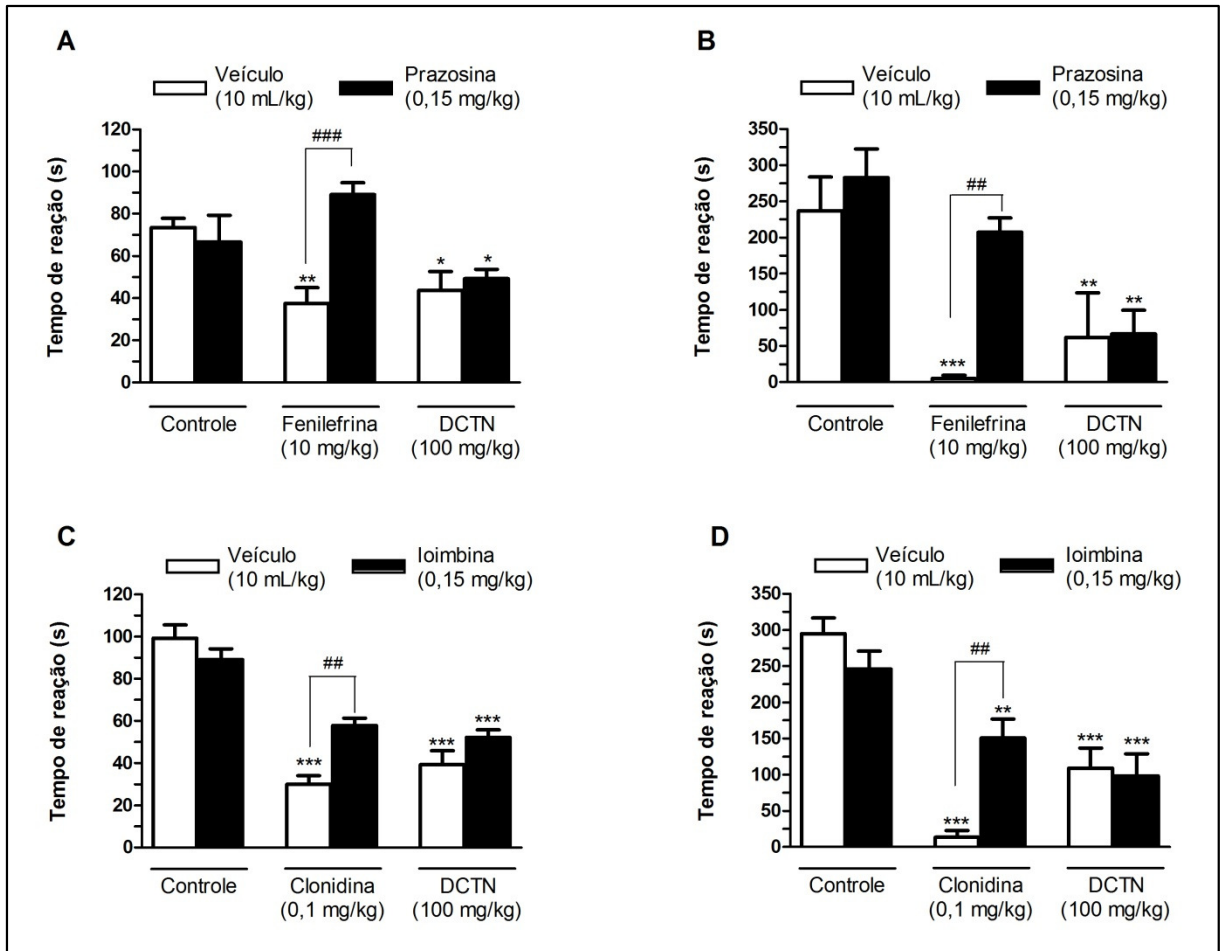 A
Veículo
(10 mL/kg)
Prazosina
(0,15 mg/kg)
Tempo de reação (s)
120
100
80
60
40
20
0
###
**
*
*
Controle
Fenilefrina
(10 mg/kg)
DCTN
(100 mg/kg)
B
Veículo
(10 mL/kg)
Prazosina
(0,15 mg/kg)
Tempo de reação (s)
350
300
250
200
150
100
50
0
##
***
**
**
Controle
Fenilefrina
(10 mg/kg)
DCTN
(100 mg/kg)
C
Veículo
(10 mL/kg)
Ioimbina
(0,15 mg/kg)
Tempo de reação (s)
120
100
80
60
40
20
0
##
***
***
***
Controle
Clonidina
(0,1 mg/kg)
DCTN
(100 mg/kg)
D
Veículo
(10 mL/kg)
Ioimbina
(0,15 mg/kg)
Tempo de reação (s)
350
300
250
200
150
100
50
0
##
***
**
***
***
Controle
Clonidina
(0,1 mg/kg)
DCTN
(100 mg/kg)